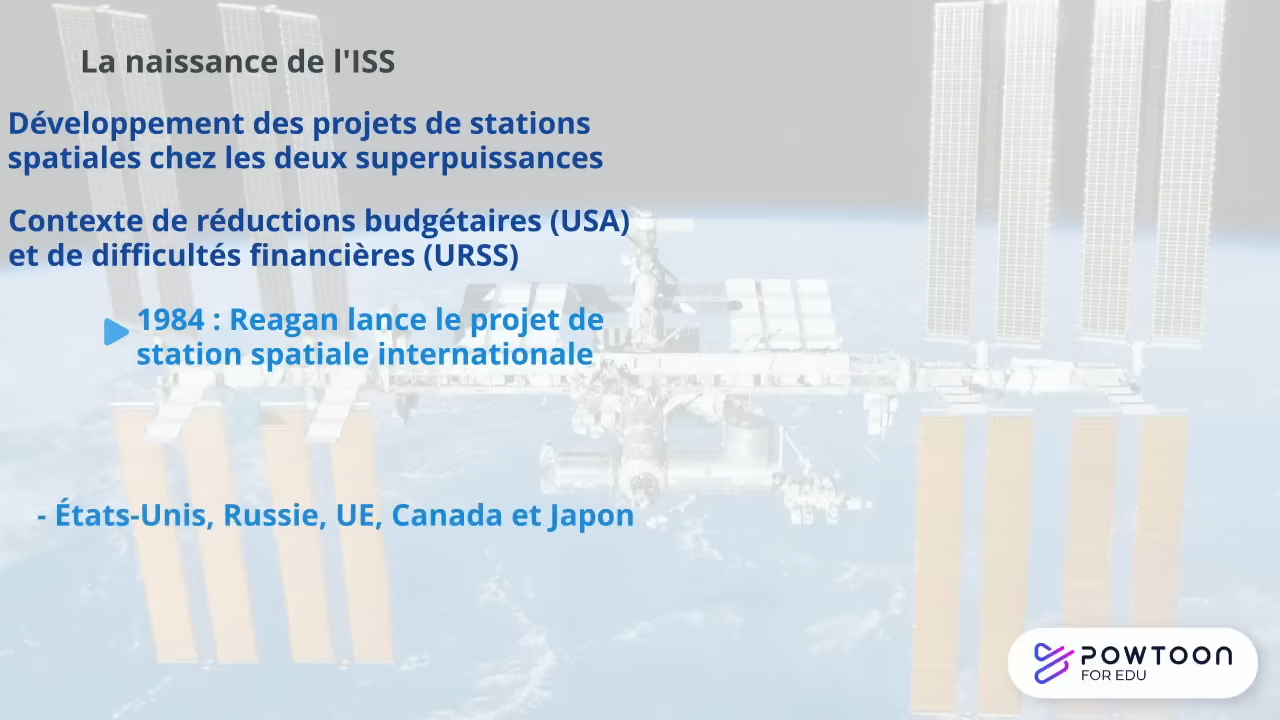 La naissance de l'ISS
Développement des projets de stations
spatiales chez les deux superpuissances
Contexte de réductions budgétaires (USA)
et de difficultés financières (URSS)
1984 : Reagan lance le projet de
station spatiale internationale
- États-Unis, Russie, UE, Canada et Japon
POWTOON
FOR EDU